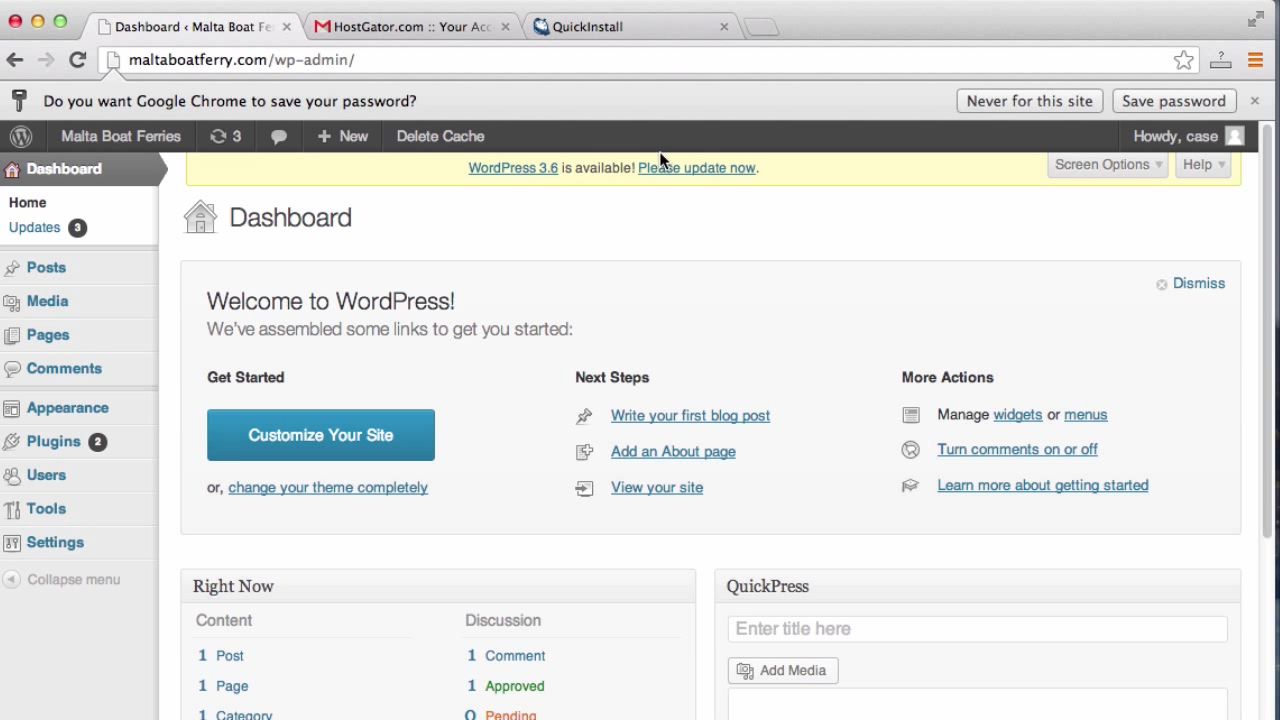 Dashboard ‹ Malta Boat Fe
HostGator.com :: Your Acc
QuickInstall
maltaboatferry.com/wp-admin/
Do you want Google Chrome to save your password?
Never for this site
Save password
Malta Boat Ferries
3
New
Delete Cache
Howdy, case
Dashboard
WordPress 3.6 is available! Please update now.
Screen Options
Help
Home
Updates 3
Dashboard
Posts
Media
Pages
Comments
Appearance
Plugins 2
Users
Tools
Settings
Collapse menu
Dismiss
Welcome to WordPress!
We've assembled some links to get you started:
Get Started
Customize Your Site
or, change your theme completely
Next Steps
Write your first blog post
Add an About page
View your site
More Actions
Manage widgets or menus
Turn comments on or off
Learn more about getting started
Right Now
Content
1 Post
1 Page
1 Category
Discussion
1 Comment
1 Approved
0 Pending
QuickPress
Enter title here
Add Media